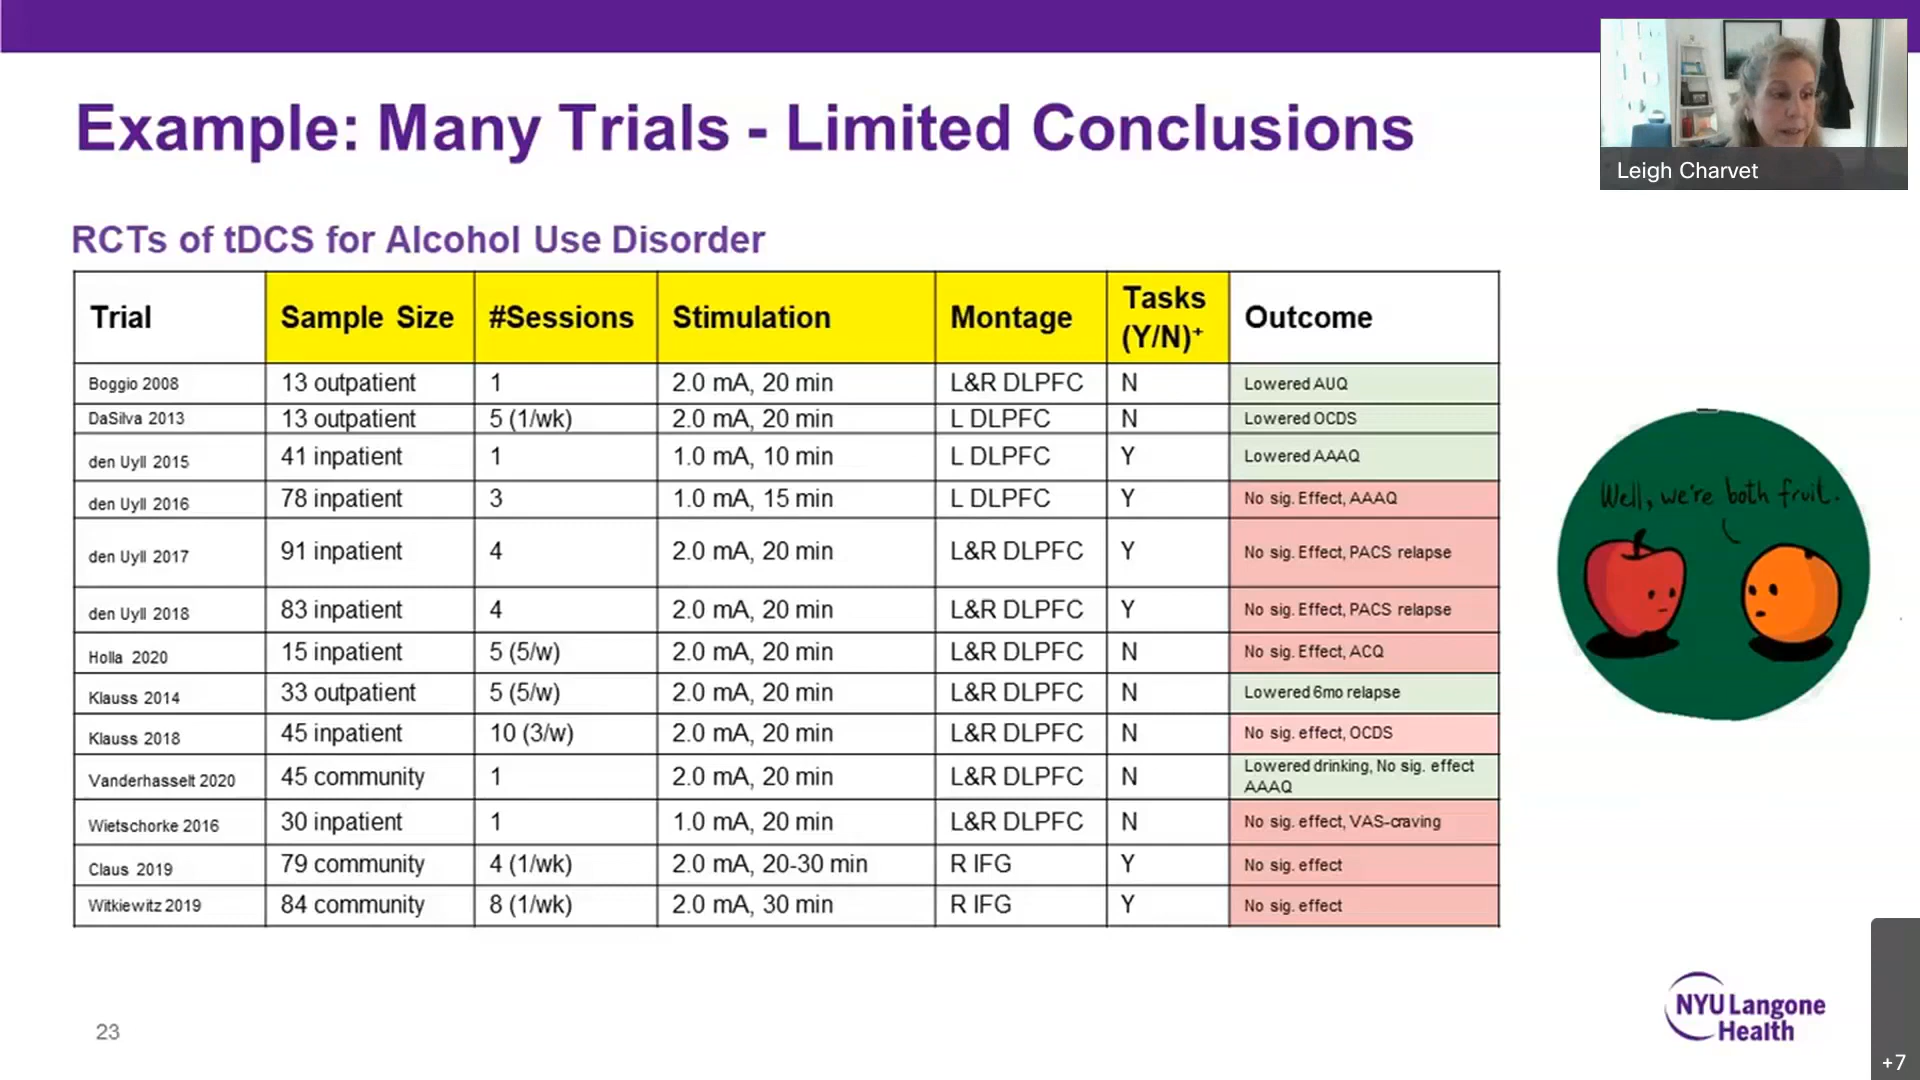 Example: Many Trials - Limited Conclusions
Leigh Charvet
RCTs of tDCS for Alcohol Use Disorder
Trial Sample Size #Sessions Stimulation Montage Tasks (Y/N)+ Outcome
Boggio 2008 13 outpatient 1 2.0 mA, 20 min L&R DLPFC N Lowered AUQ
DaSilva 2013 13 outpatient 5 (1/wk) 2.0 mA, 20 min L DLPFC N Lowered OCDS
den Uyll 2015 41 inpatient 1 1.0 mA, 10 min L DLPFC Y Lowered AAAQ
den Uyll 2016 78 inpatient 3 1.0 mA, 15 min L DLPFC Y No sig. Effect, AAAQ
den Uyll 2017 91 inpatient 4 2.0 mA, 20 min L&R DLPFC Y No sig. Effect, PACS relapse
den Uyll 2018 83 inpatient 4 2.0 mA, 20 min L&R DLPFC Y No sig. Effect, PACS relapse
Holla 2020 15 inpatient 5 (5/w) 2.0 mA, 20 min L&R DLPFC N No sig. Effect, ACQ
Klauss 2014 33 outpatient 5 (5/w) 2.0 mA, 20 min L&R DLPFC N Lowered 6mo relapse
Klauss 2018 45 inpatient 10 (3/w) 2.0 mA, 20 min L&R DLPFC N No sig. effect, OCDS
Vanderhasselt 2020 45 community 1 2.0 mA, 20 min L&R DLPFC N Lowered drinking, No sig. effect AAAQ
Wietschorke 2016 30 inpatient 1 1.0 mA, 20 min L&R DLPFC N No sig. effect, VAS-craving
Claus 2019 79 community 4 (1/wk) 2.0 mA, 20-30 min R IFG Y No sig. effect
Witkiewitz 2019 84 community 8 (1/wk) 2.0 mA, 30 min R IFG Y No sig. effect
Well, we're both fruit.
NYU Langone
Health
23
+7